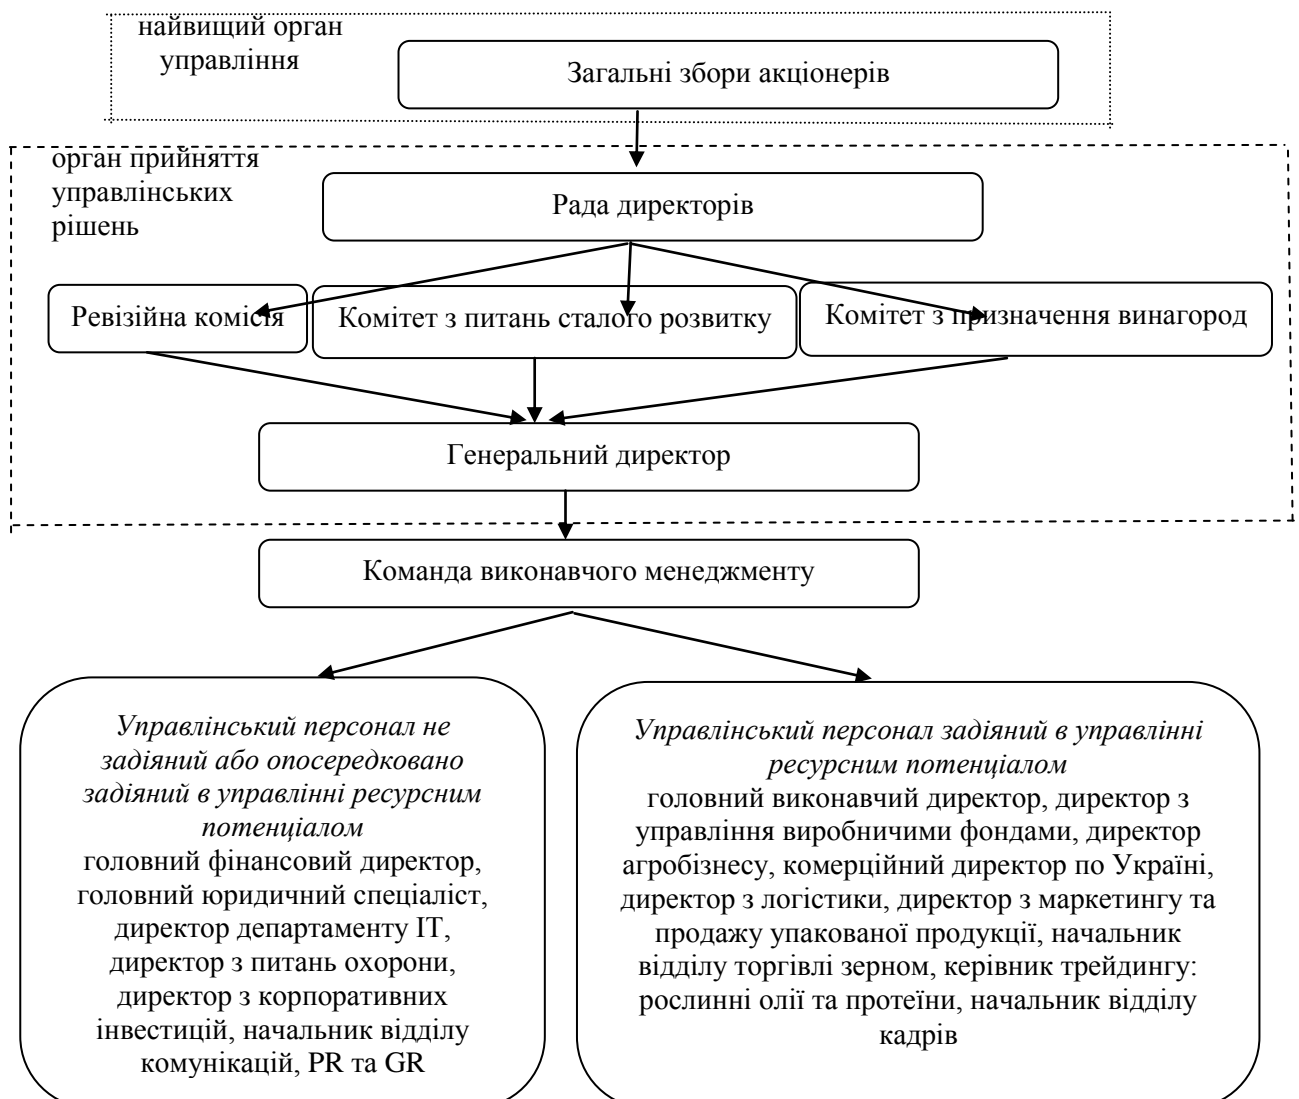 найвищий орган
управління
Загальні збори акціонерів
орган прийняття
управлінських
рішень
Рада директорів
Ревізійна комісія
Комітет з питань сталого розвитку
Комітет з призначення винагород
Генеральний директор
Команда виконавчого менеджменту
Управлінський персонал не
задіяний або опосередковано
задіяний в управлінні ресурсним
потенціалом
головний фінансовий директор,
головний юридичний спеціаліст,
директор департаменту ІТ,
директор з питань охорони,
директор з корпоративних
інвестицій, начальник відділу
комунікацій, PR та GR
Управлінський персонал задіяний в управлінні
ресурсним потенціалом
головний виконавчий директор, директор з
управління виробничими фондами, директор
агробізнесу, комерційний директор по Україні,
директор з логістики, директор з маркетингу та
продажу упакованої продукції, начальник
відділу торгівлі зерном, керівник трейдингу:
рослинні олії та протеїни, начальник відділу
кадрів